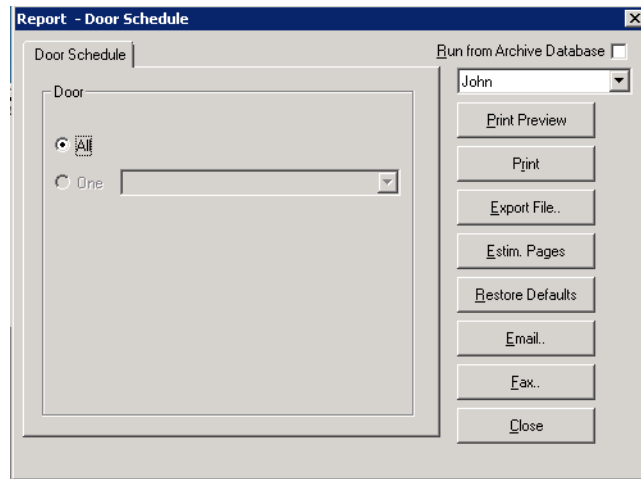 Report - Door Schedule
Door Schedule
Run from Archive Database
John
Door
All
One
Print Preview
Print
Export File..
Estim. Pages
Restore Defaults
Email..
Fax..
Close